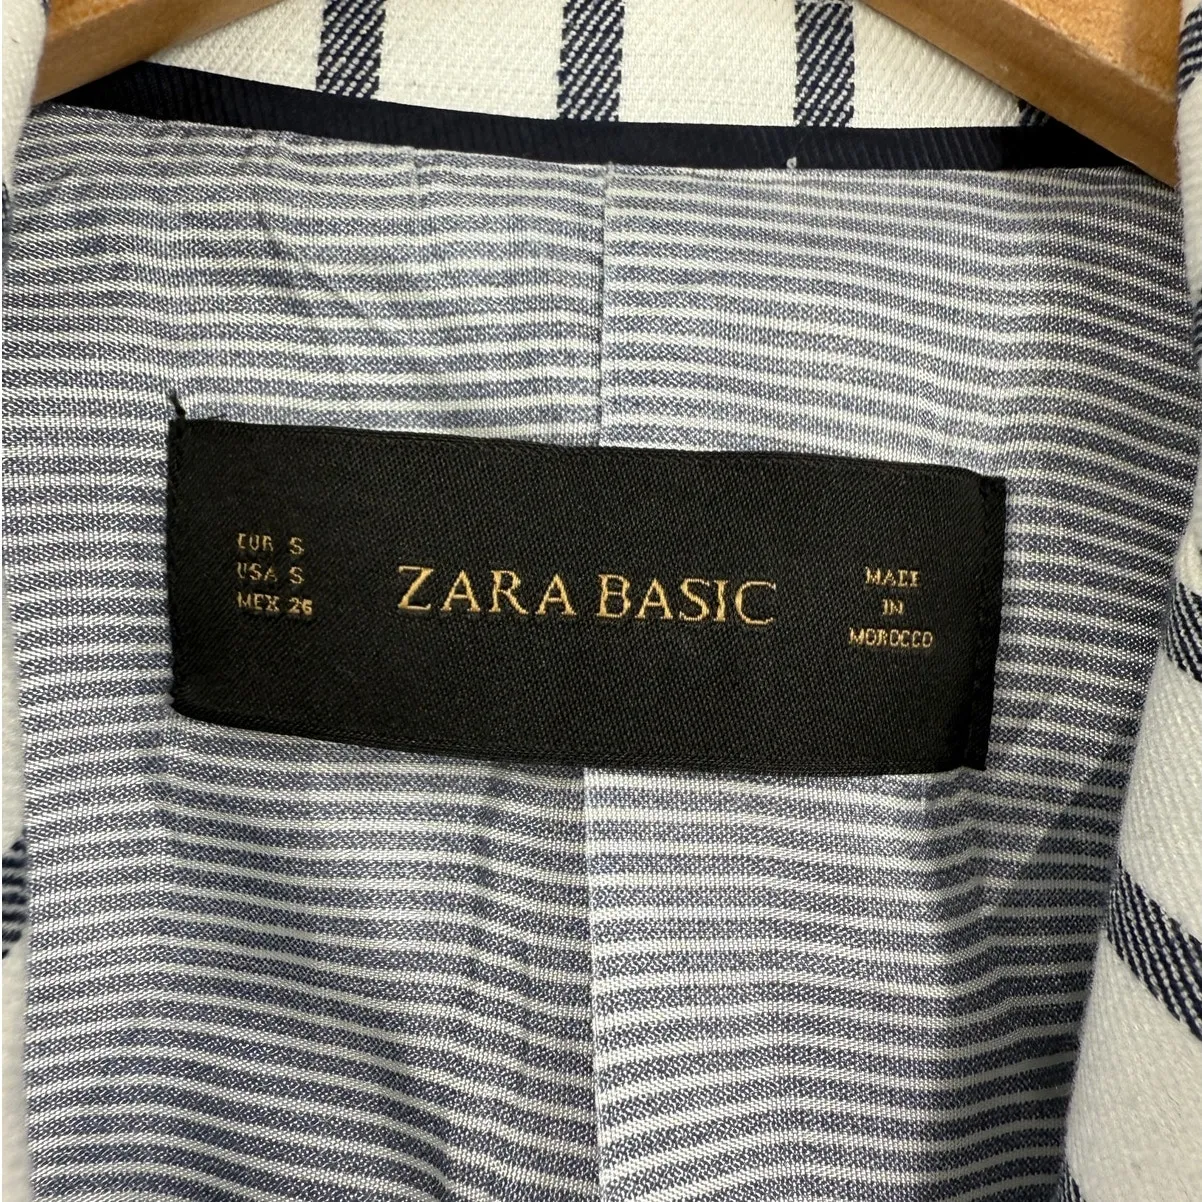 EUR S
USA S
MEX 26
ZARA BASIC
MADE
IN
MOROCCO